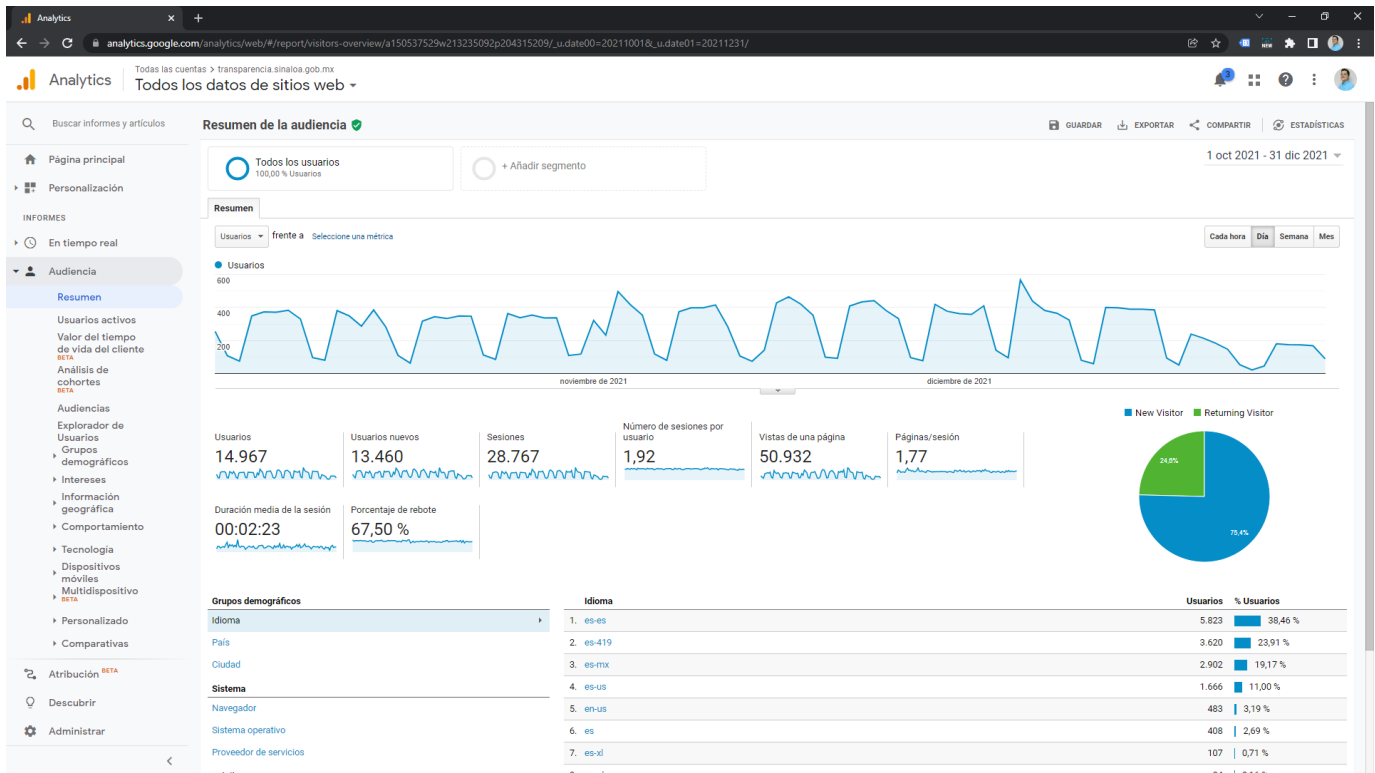 Analytics
analytics.google.com/analytics/web/#/report/visitors-overview/a150537529w213235092p204315209/_u.date00=20211001&_u.date01=20211231/
NEW
Analytics
Todas las cuentas > transparencia.sinaloa.gob.mx
Todos los datos de sitios web
3
Buscar informes y artículos
Página principal
Personalización
INFORMES
En tiempo real
Audiencia
Resumen
Usuarios activos
Valor del tiempo
de vida del cliente
BETA
Análisis de
cohortes
BETA
Audiencias
Explorador de
Usuarios
Grupos
demográficos
Intereses
Información
geográfica
Comportamiento
Tecnología
Dispositivos
móviles
Multidispositivo
BETA
Personalizado
Comparativas
Atribución BETA
Descubrir
Administrar
Resumen de la audiencia
GUARDAR EXPORTAR COMPARTIR ESTADÍSTICAS
Todos los usuarios
100,00 % Usuarios
+ Añadir segmento
1 oct 2021 - 31 dic 2021
Resumen
Usuarios frente a Seleccione una métrica
Cada hora Día Semana Mes
Usuarios
600
400
200
noviembre de 2021 diciembre de 2021
New Visitor Returning Visitor
24,6%
75,4%
Usuarios
14.967
Usuarios nuevos
13.460
Sesiones
28.767
Número de sesiones por
usuario
1,92
Vistas de una página
50.932
Páginas/sesión
1,77
Duración media de la sesión
00:02:23
Porcentaje de rebote
67,50 %
Grupos demográficos
Idioma
País
Ciudad
Sistema
Navegador
Sistema operativo
Proveedor de servicios
Idioma Usuarios % Usuarios
1. es-es 5.823 38,46 %
2. es-419 3.620 23,91 %
3. es-mx 2.902 19,17 %
4. es-us 1.666 11,00 %
5. en-us 483 3,19 %
6. es 408 2,69 %
7. es-xl 107 0,71 %